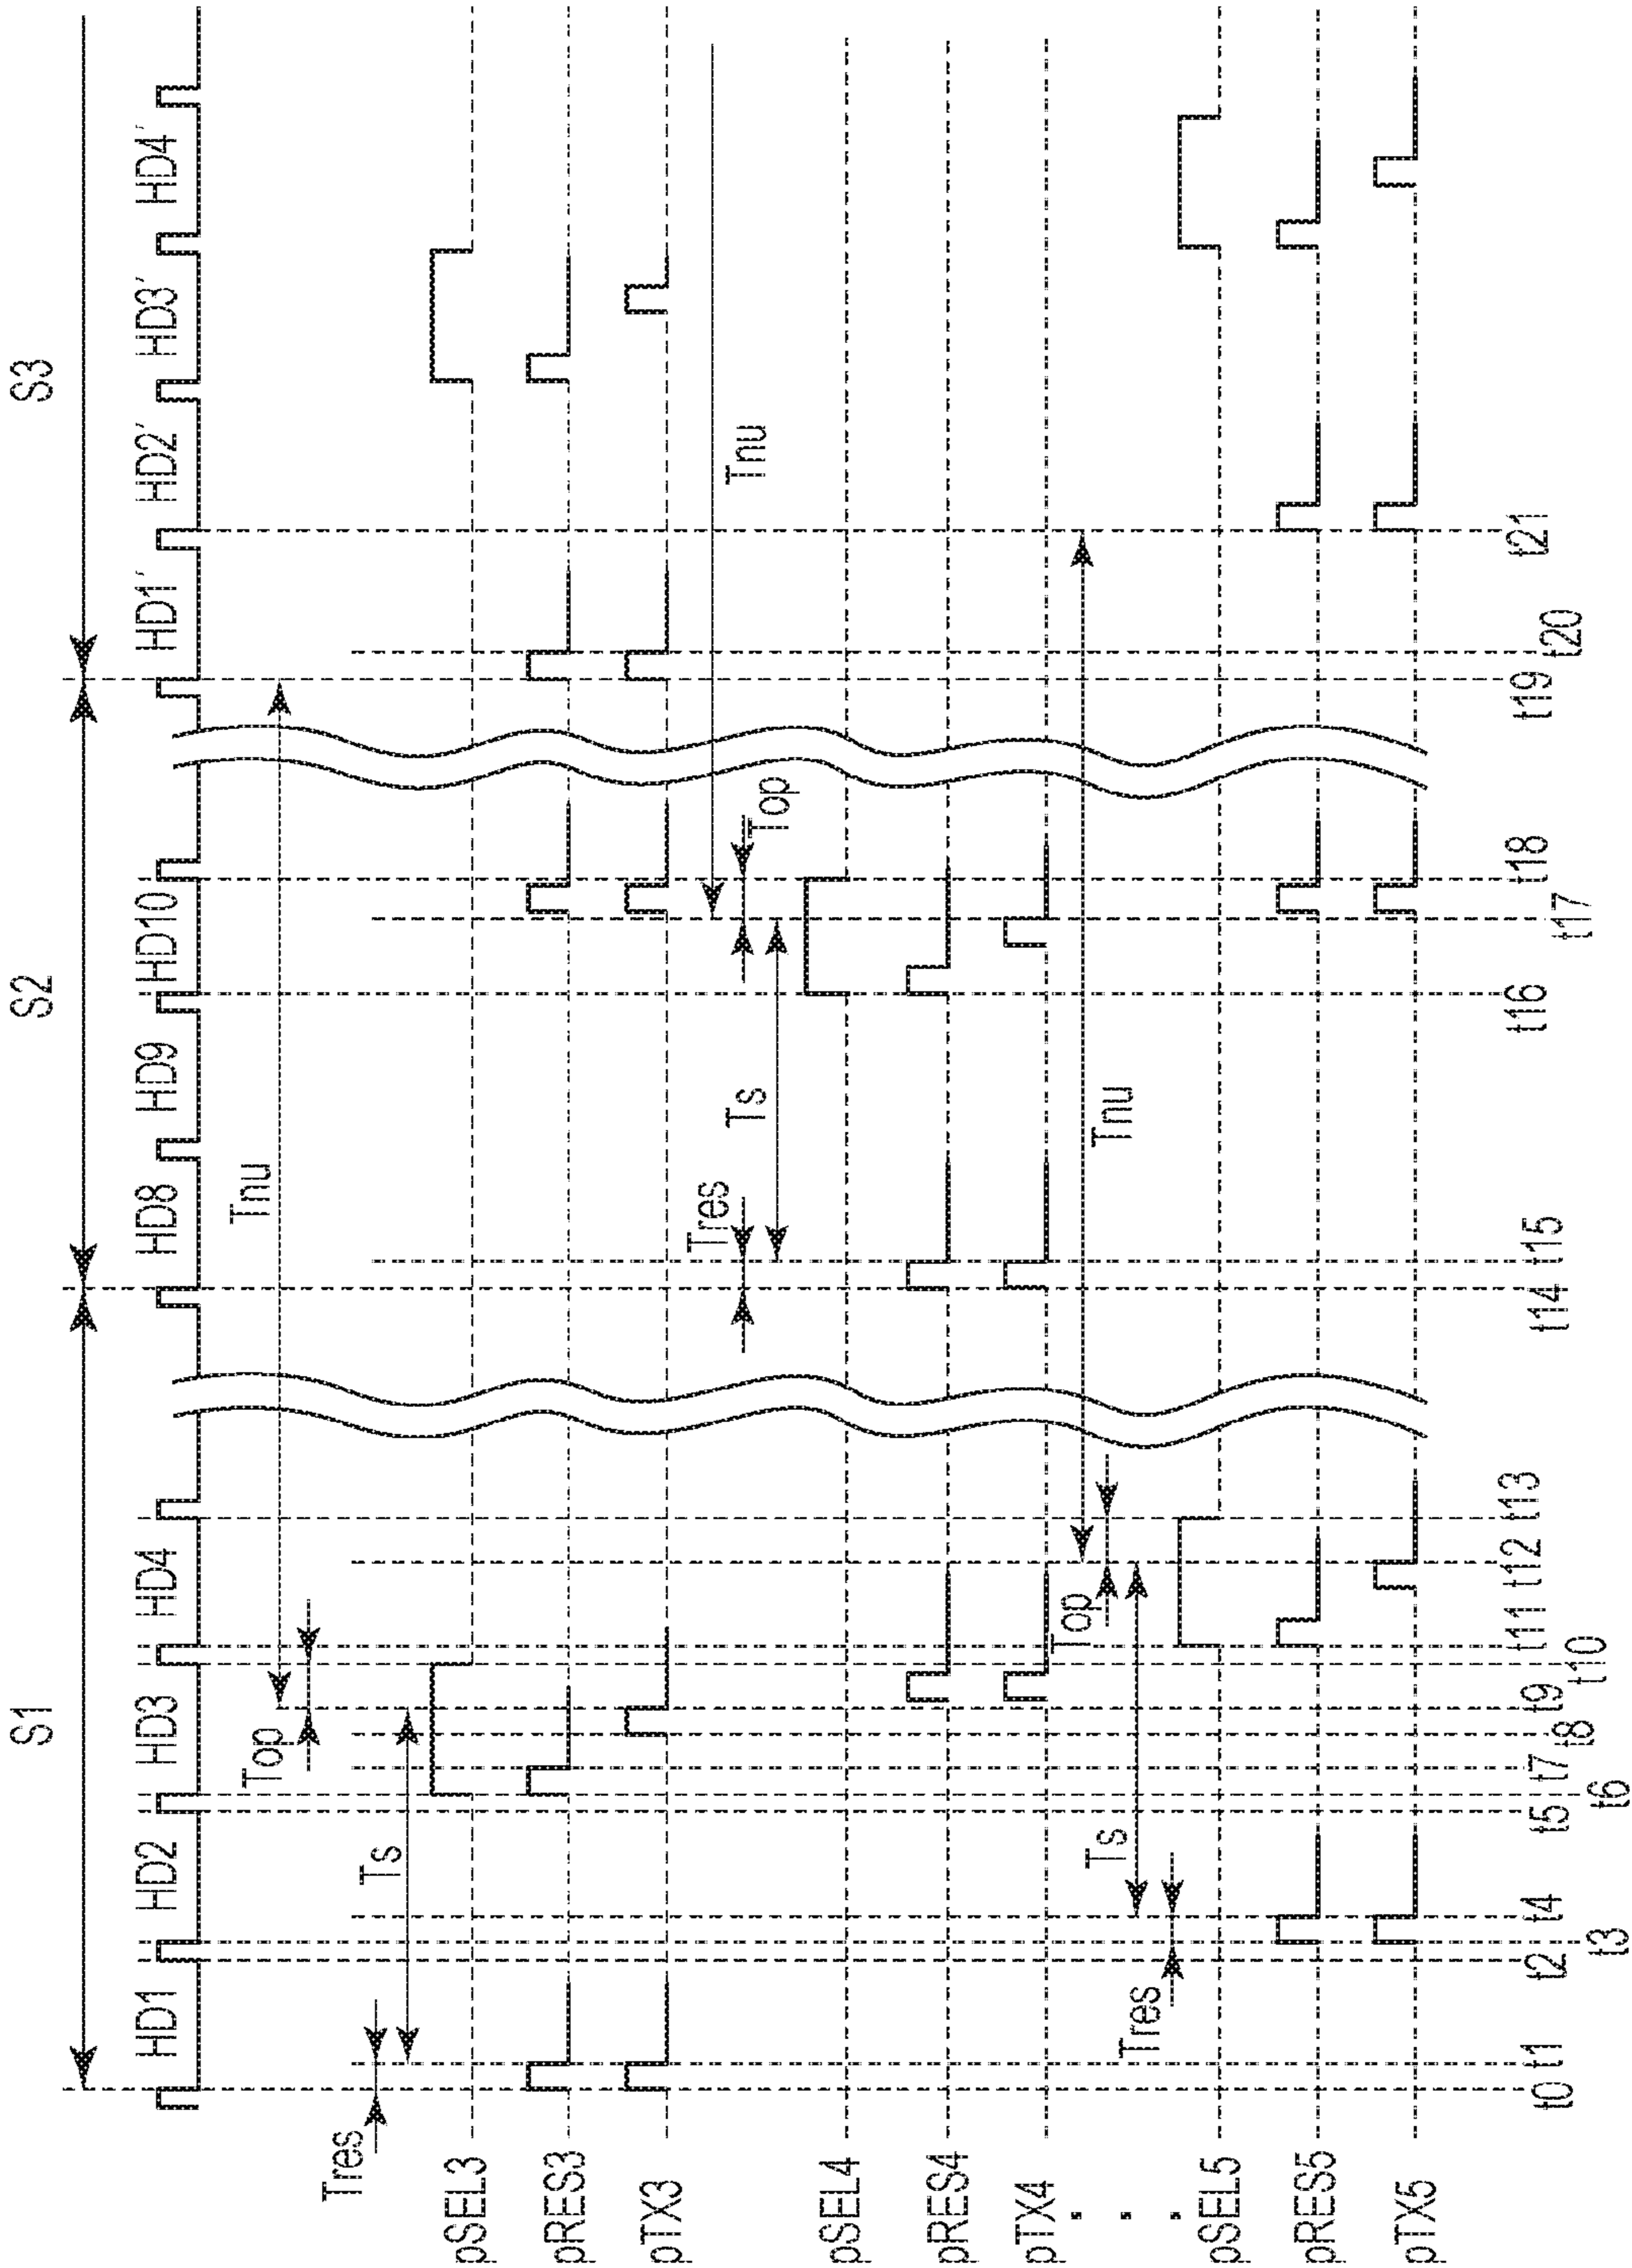 S1 S2 S3
HD1 HD2 HD3 HD4 HD8 HD9 HD10 HD1´ HD2´ HD3´ HD4´
Tnu
Top
Tres
Ts
pSEL3
pRES3
pTX3
Tnu
Tres
Top
Ts
pSEL4
pRES4
pTX4
Top
Tnu
Ts
Tres
pSEL5
pRES5
pTX5
t0 t1 t2 t3 t4 t5 t6 t7 t8 t9 t10 t11 t12 t13 t14 t15 t16 t17 t18 t19 t20 t21